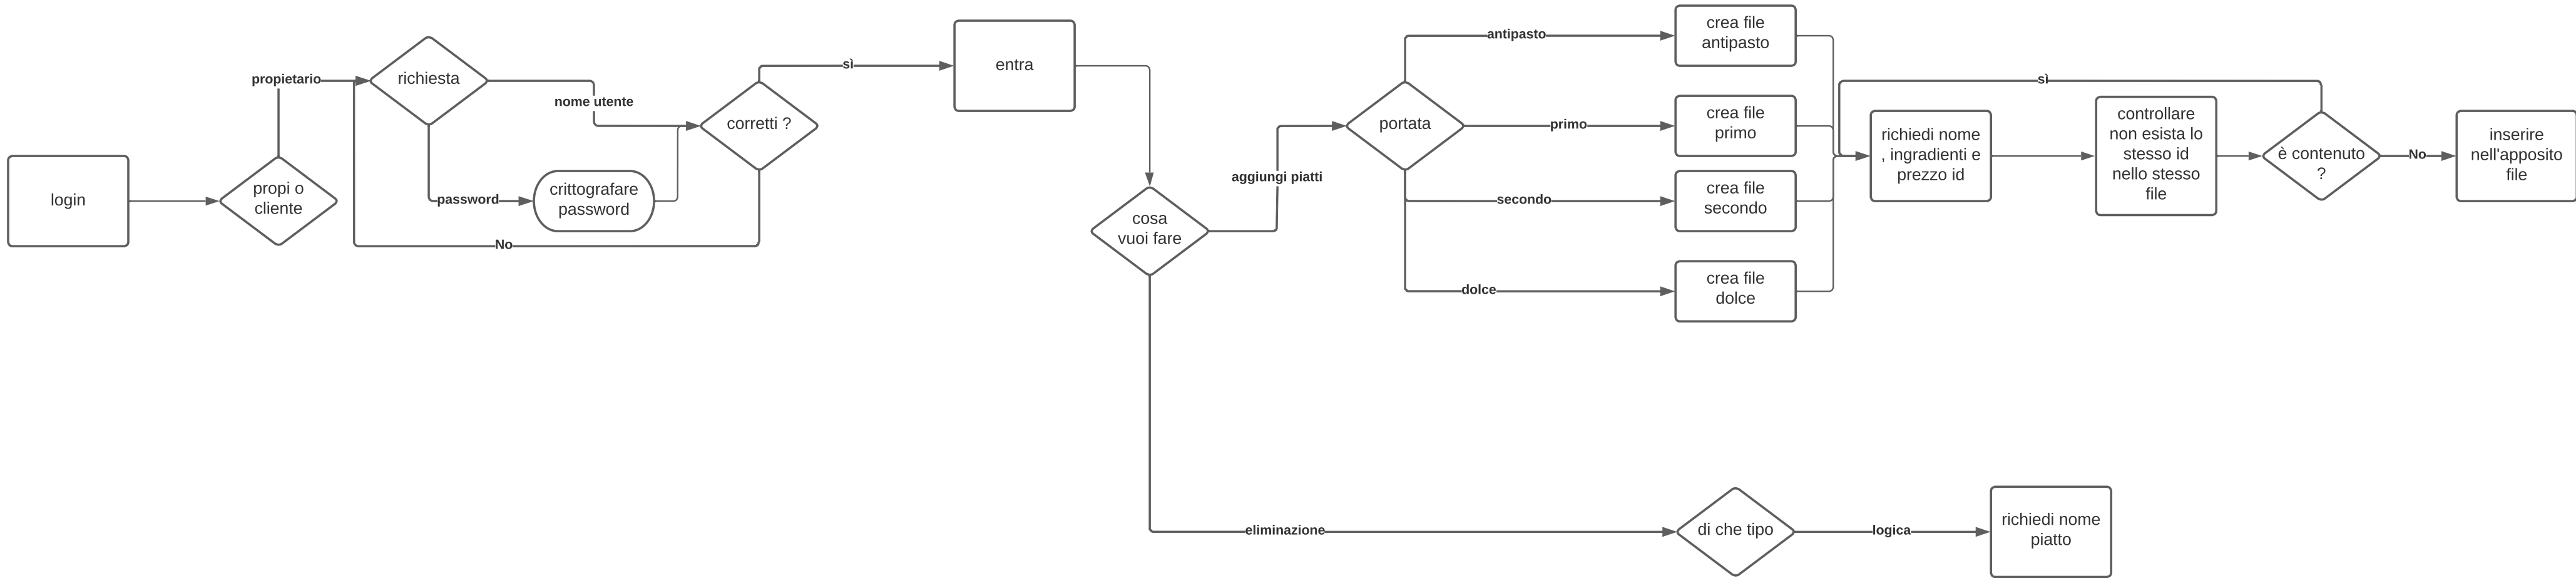 login
propi o
cliente
propietario
richiesta
nome utente
password
crittografare
password
corretti ?
No
sì
entra
cosa
vuoi fare
aggiungi piatti
portata
antipasto
crea file
antipasto
primo
crea file
primo
secondo
crea file
secondo
dolce
crea file
dolce
richiedi nome
, ingredienti e
prezzo id
controllare
non esista lo
stesso id
nello stesso
file
è contenuto
?
sì
No
inserire
nell'apposito
file
eliminazione
di che tipo
logica
richiedi nome
piatto